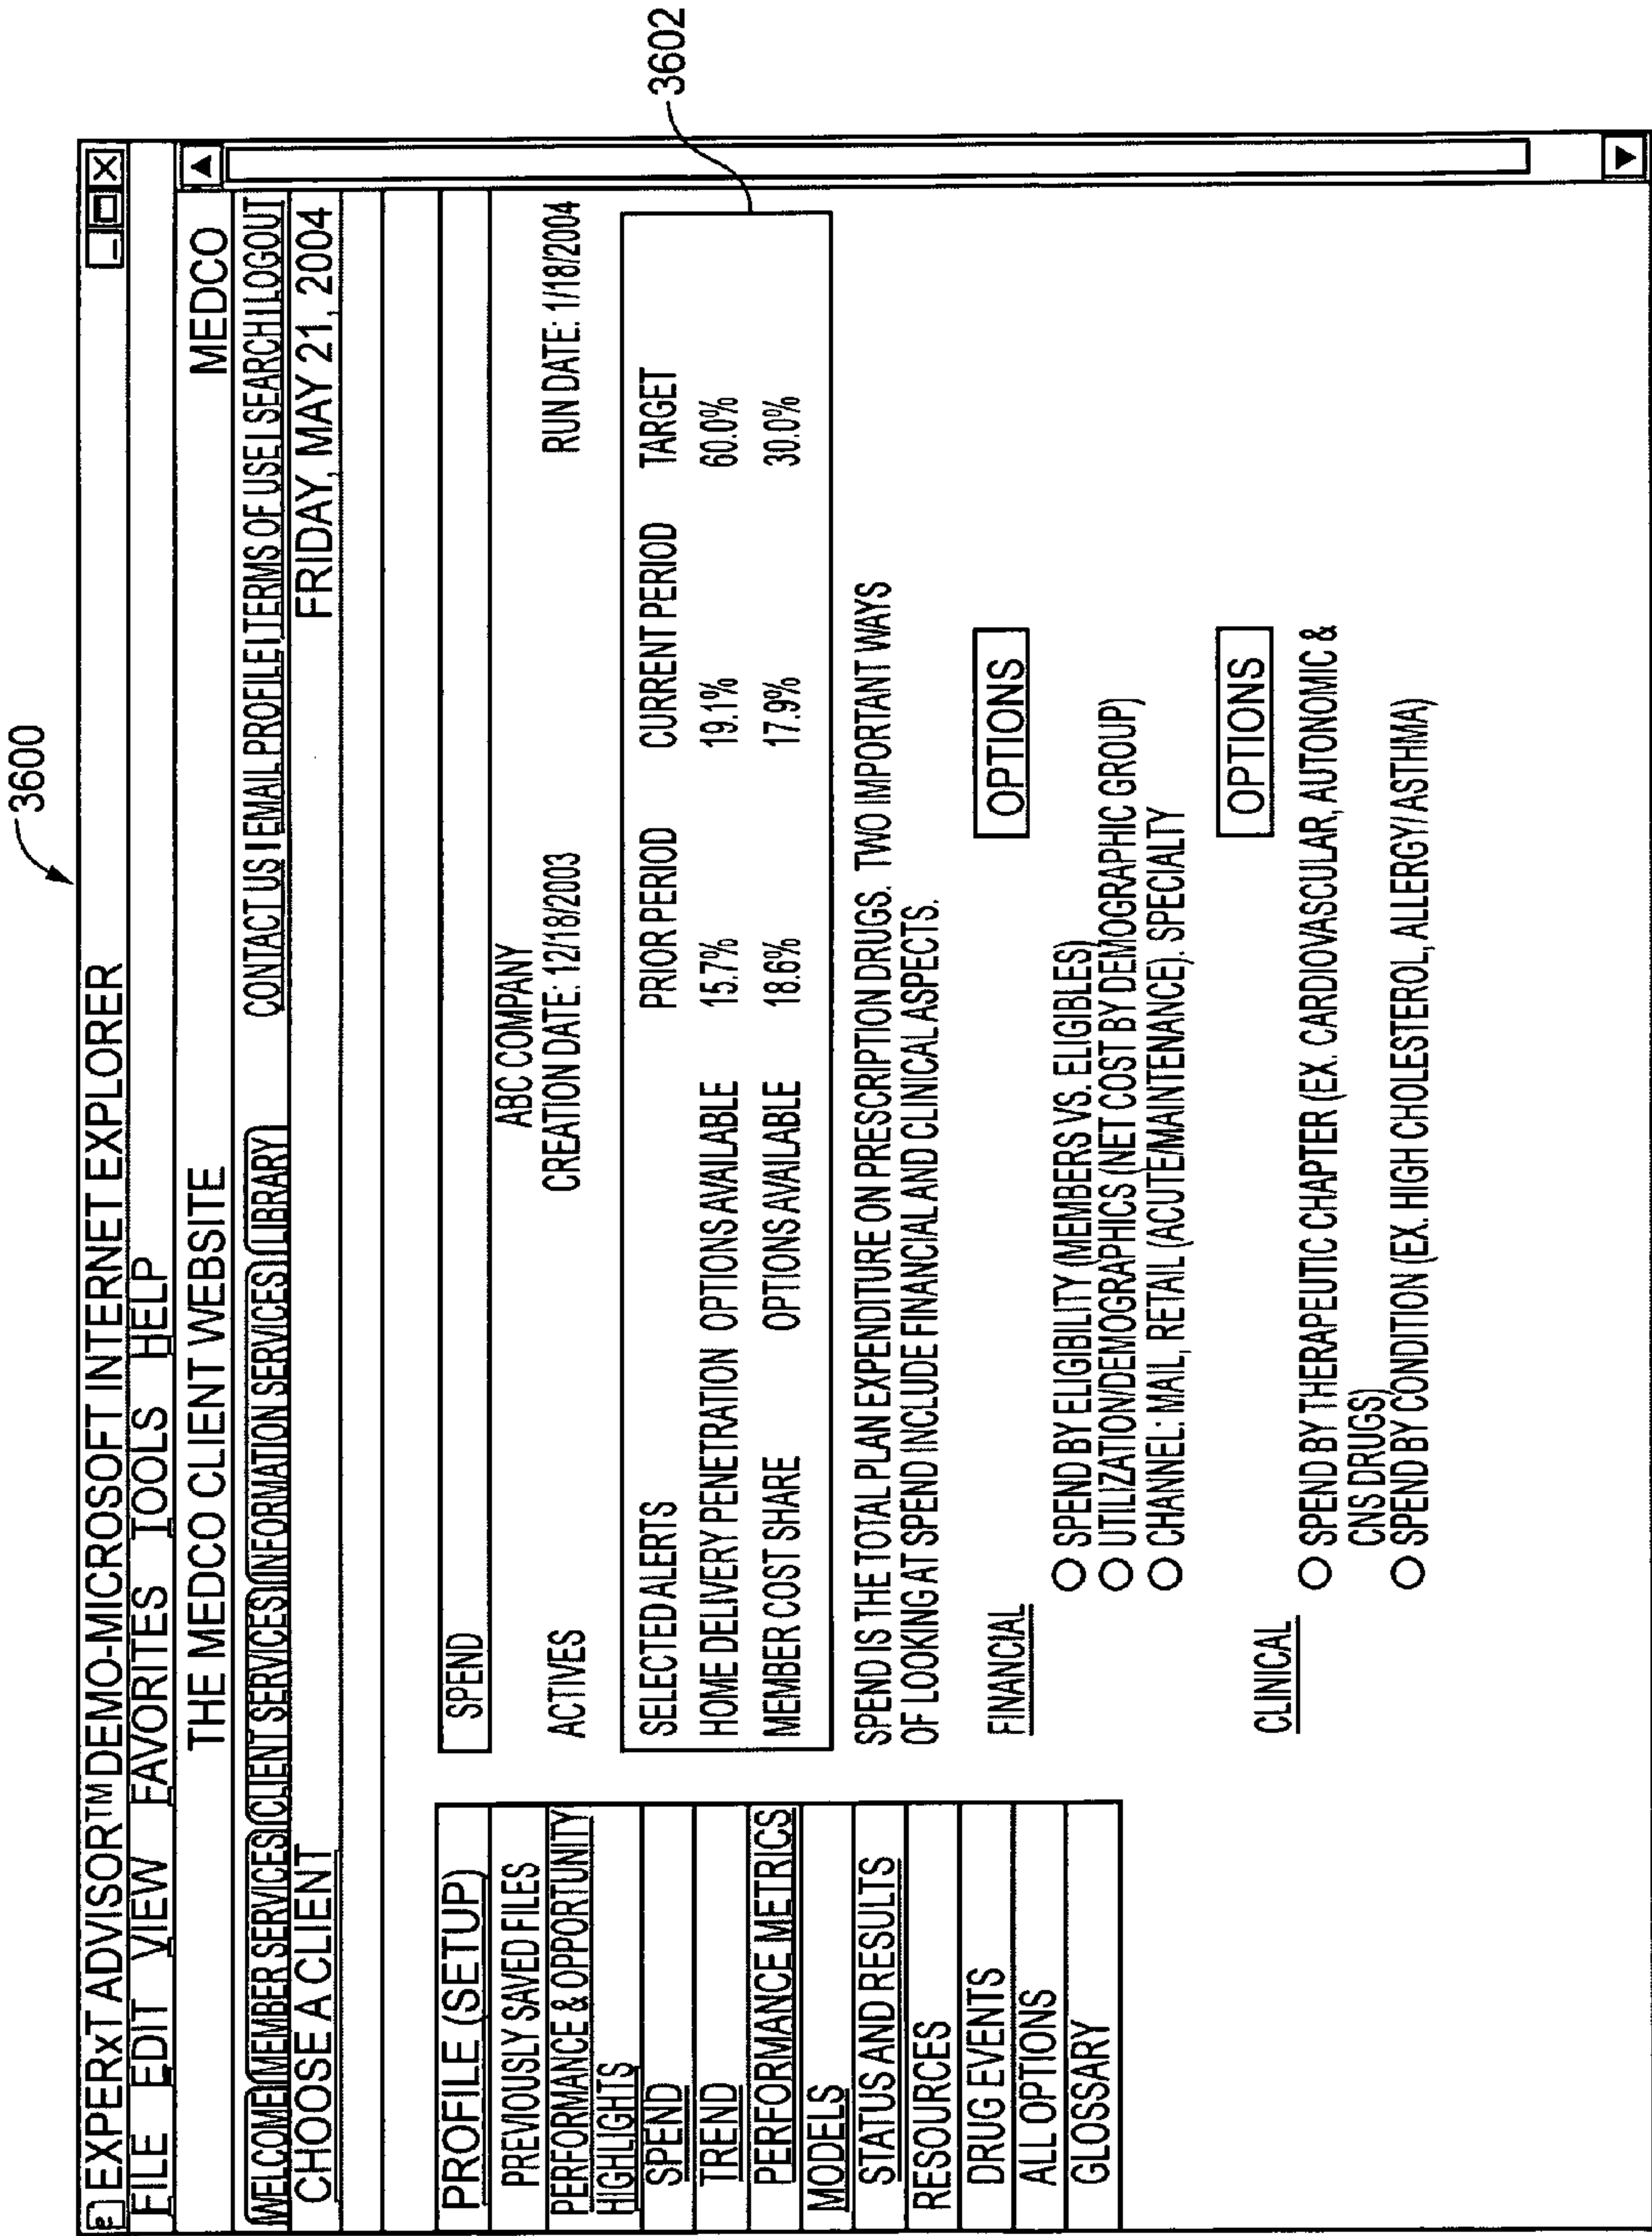 3600
EXPERxT ADVISOR™ DEMO-MICROSOFT INTERNET EXPLORER
FILE EDIT VIEW FAVORITES TOOLS HELP
THE MEDCO CLIENT WEBSITE MEDCO
WELCOME MEMBER SERVICES CLIENT SERVICES INFORMATION SERVICES LIBRARY CONTACT US | EMAIL PROFILE | TERMS OF USE | SEARCH | LOGOUT
CHOOSE A CLIENT FRIDAY, MAY 21, 2004
PROFILE (SETUP)
PREVIOUSLY SAVED FILES
PERFORMANCE & OPPORTUNITY
HIGHLIGHTS
SPEND
TREND
PERFORMANCE METRICS
MODELS
STATUS AND RESULTS
RESOURCES
DRUG EVENTS
ALL OPTIONS
GLOSSARY
SPEND
ABC COMPANY
ACTIVES CREATION DATE: 12/18/2003 RUN DATE: 1/18/2004
3602
SELECTED ALERTS PRIOR PERIOD CURRENT PERIOD TARGET
HOME DELIVERY PENETRATION OPTIONS AVAILABLE 15.7% 19.1% 60.0%
MEMBER COST SHARE OPTIONS AVAILABLE 18.6% 17.9% 30.0%
SPEND IS THE TOTAL PLAN EXPENDITURE ON PRESCRIPTION DRUGS. TWO IMPORTANT WAYS
OF LOOKING AT SPEND INCLUDE FINANCIAL AND CLINICAL ASPECTS.
FINANCIAL OPTIONS
SPEND BY ELIGIBILITY (MEMBERS VS. ELIGIBLES)
UTILIZATION/DEMOGRAPHICS (NET COST BY DEMOGRAPHIC GROUP)
CHANNEL: MAIL, RETAIL (ACUTE/MAINTENANCE). SPECIALTY
CLINICAL OPTIONS
SPEND BY THERAPEUTIC CHAPTER (EX. CARDIOVASCULAR, AUTONOMIC &
CNS DRUGS)
SPEND BY CONDITION (EX. HIGH CHOLESTEROL, ALLERGY/ASTHMA)